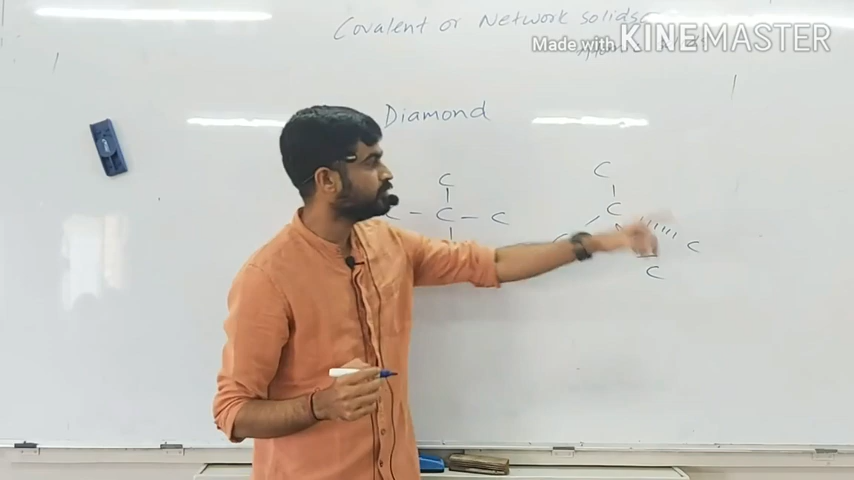 Covalent or Network solids
Made with KINEMASTER
Diamond
C
C - C - C
C
C
C
C
C